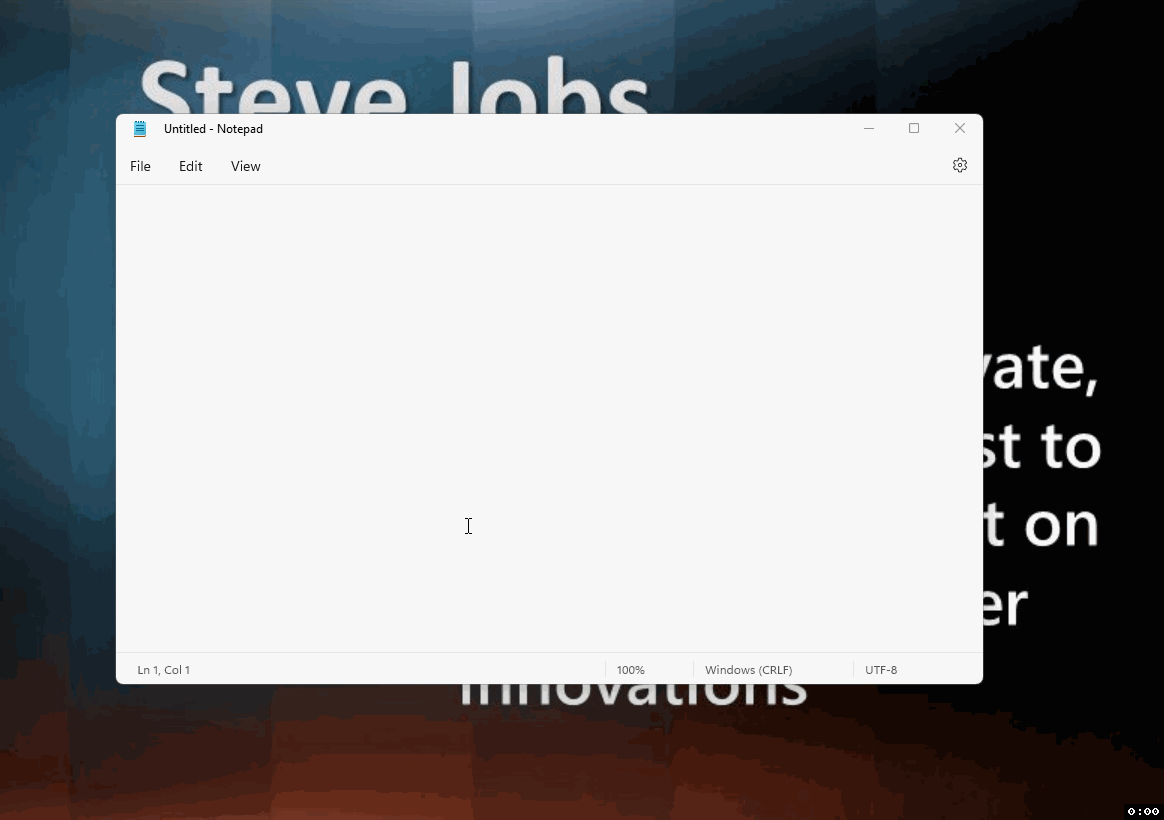 Steve Jobs
Untitled - Notepad
File Edit View
vate,
st to
t on
er
Ln 1, Col 1 100% Windows (CRLF) UTF-8
innovations
0:00